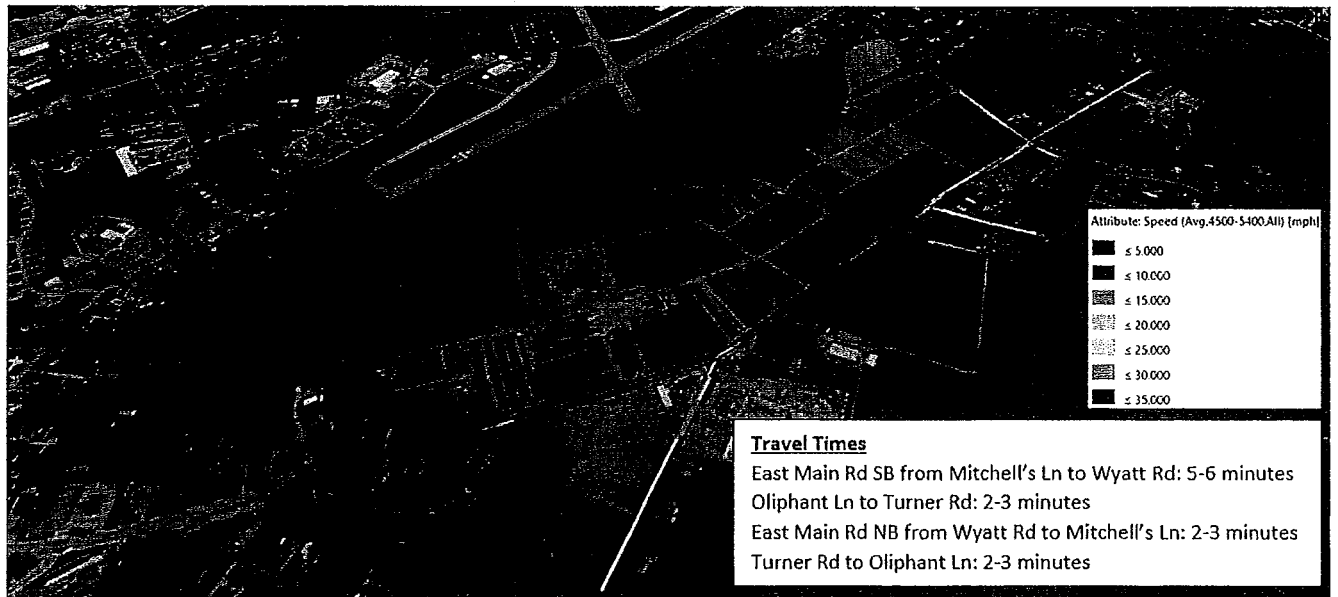 Attribute: Speed (Avg,4500-5400,All) [mph]
≤ 5.000
≤ 10.000
≤ 15.000
≤ 20.000
≤ 25.000
≤ 30.000
≤ 35.000
Travel Times
East Main Rd SB from Mitchell's Ln to Wyatt Rd: 5-6 minutes
Oliphant Ln to Turner Rd: 2-3 minutes
East Main Rd NB from Wyatt Rd to Mitchell's Ln: 2-3 minutes
Turner Rd to Oliphant Ln: 2-3 minutes